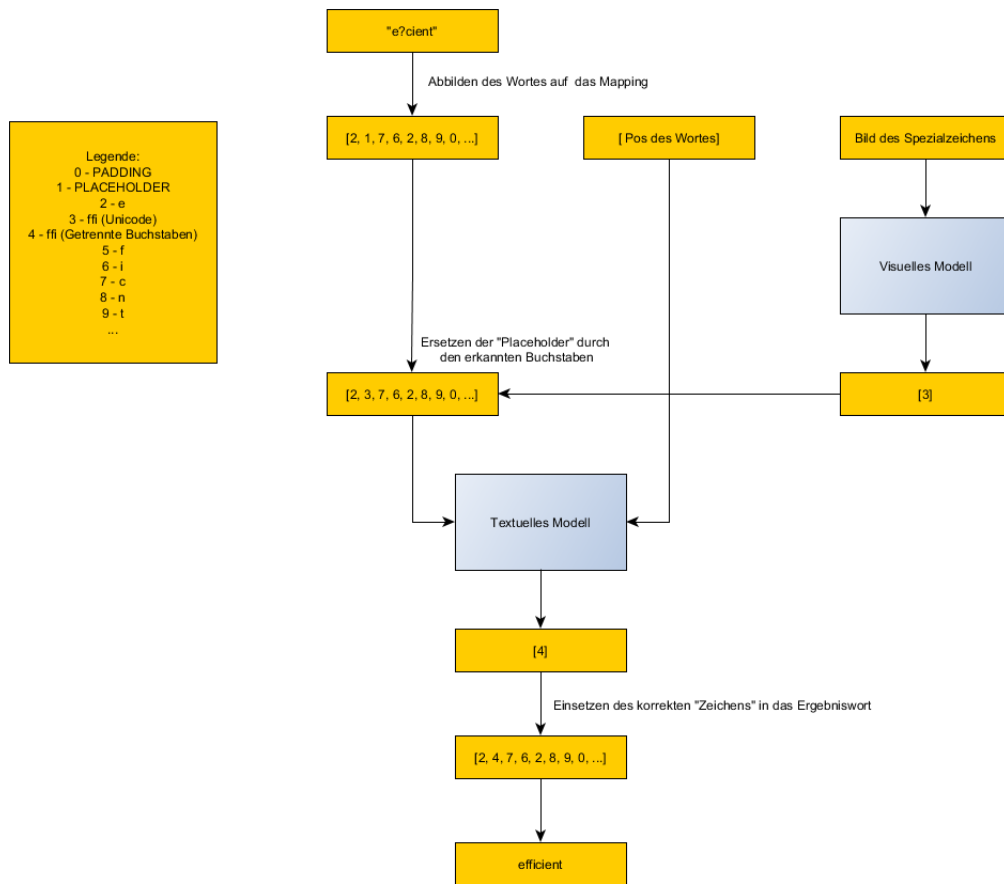 "e?cient"
Abbilden des Wortes auf das Mapping
[2, 1, 7, 6, 2, 8, 9, 0, ...]
[ Pos des Wortes]
Bild des Spezialzeichens
Legende:
0 - PADDING
1 - PLACEHOLDER
2 - e
3 - ffi (Unicode)
4 - ffi (Getrennte Buchstaben)
5 - f
6 - i
7 - c
8 - n
9 - t
...
Visuelles Modell
Ersetzen der "Placeholder" durch
den erkannten Buchstaben
[2, 3, 7, 6, 2, 8, 9, 0, ...]
[3]
Textuelles Modell
[4]
Einsetzen des korrekten "Zeichens" in das Ergebniswort
[2, 4, 7, 6, 2, 8, 9, 0, ...]
efficient